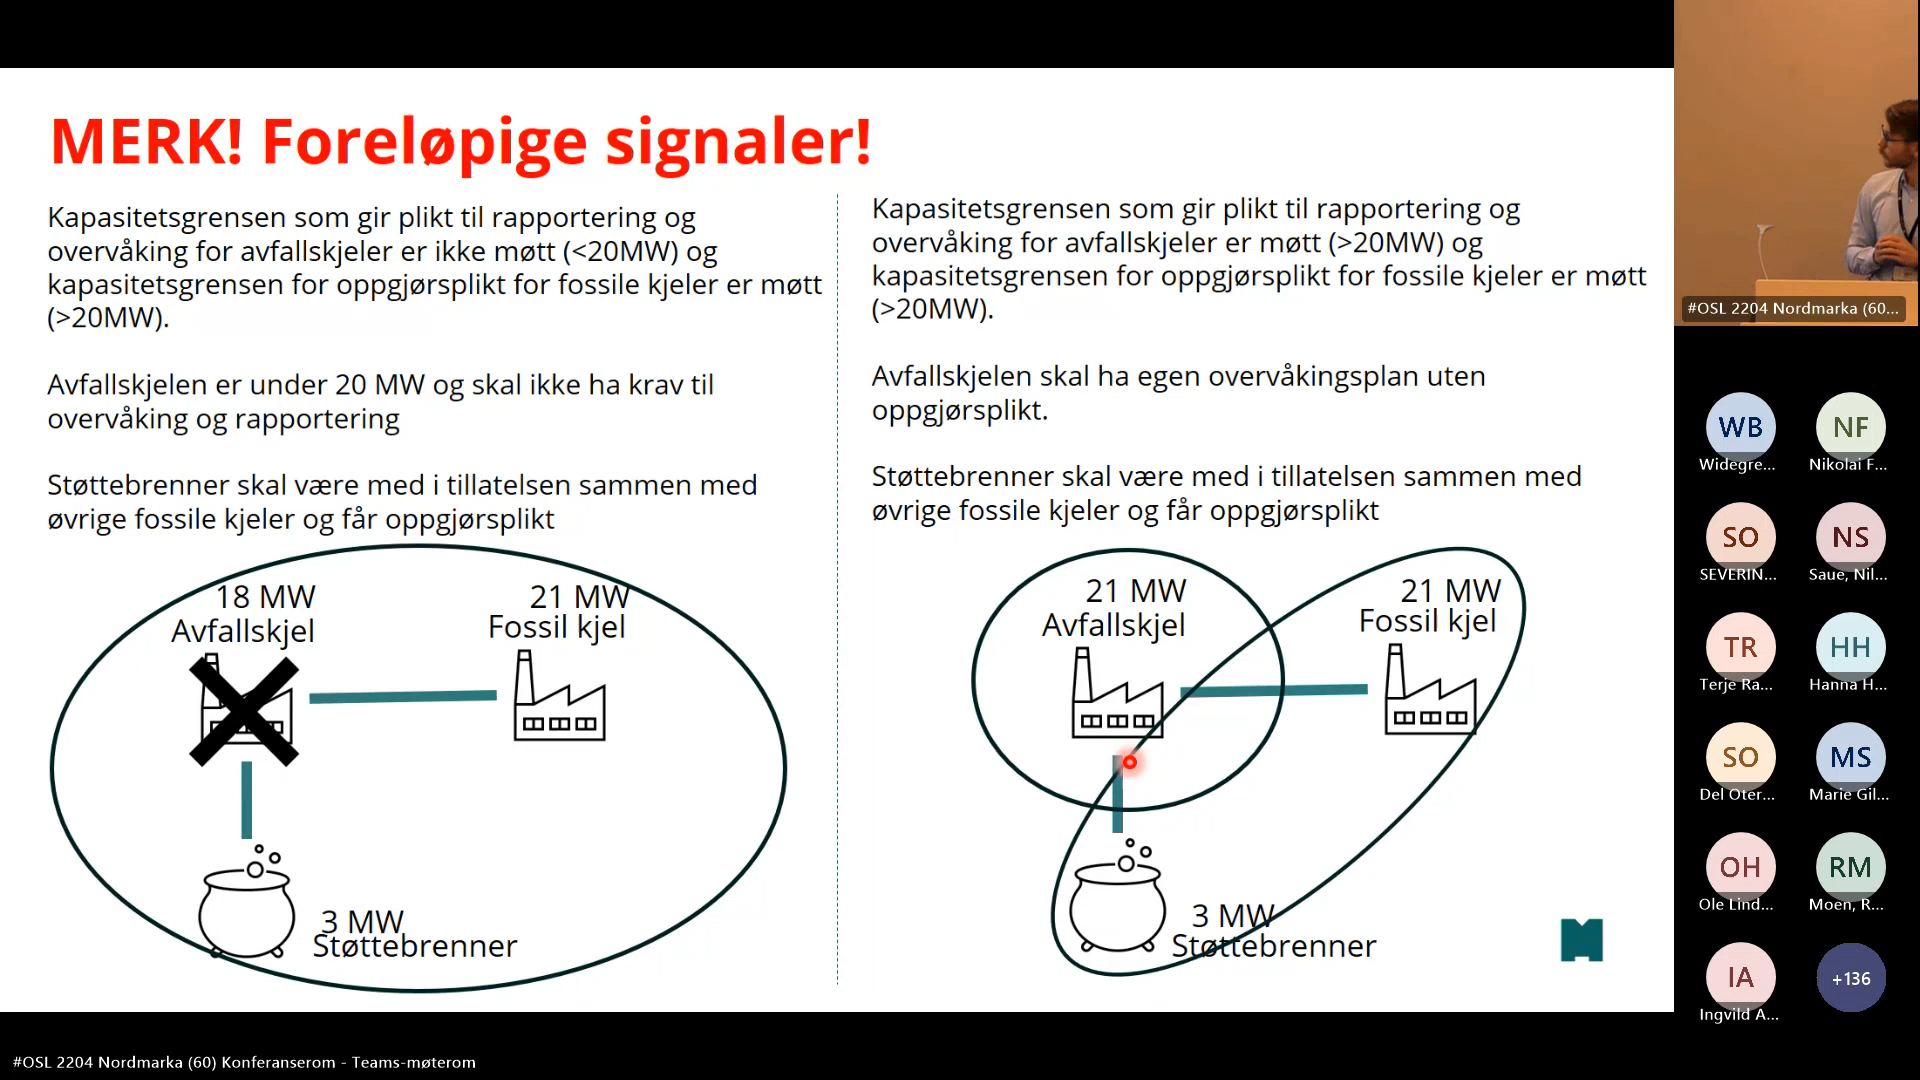 MERK! Foreløpige signaler!
Kapasitetsgrensen som gir plikt til rapportering og
overvåking for avfallskjeler er ikke møtt (<20MW) og
kapasitetsgrensen for oppgjørsplikt for fossile kjeler er møtt
(>20MW).
Avfallskjelen er under 20 MW og skal ikke ha krav til
overvåking og rapportering
Støttebrenner skal være med i tillatelsen sammen med
øvrige fossile kjeler og får oppgjørsplikt
18 MW
Avfallskjel
21 MW
Fossil kjel
3 MW
Støttebrenner
Kapasitetsgrensen som gir plikt til rapportering og
overvåking for avfallskjeler er møtt (>20MW) og
kapasitetsgrensen for oppgjørsplikt for fossile kjeler er møtt
(>20MW).
Avfallskjelen skal ha egen overvåkingsplan uten
oppgjørsplikt.
Støttebrenner skal være med i tillatelsen sammen med
øvrige fossile kjeler og får oppgjørsplikt
21 MW
Avfallskjel
21 MW
Fossil kjel
3 MW
Støttebrenner
M
#OSL 2204 Nordmarka (60...
WB
Widegre...
NF
Nikolai F...
SO
SEVERIN...
NS
Saue, Nil...
TR
Terje Ra...
HH
Hanna H...
SO
Del Oter...
MS
Marie Gil...
OH
Ole Lind...
RM
Moen, R...
IA
Ingvild A...
+136
#OSL 2204 Nordmarka (60) Konferanserom - Teams-møterom